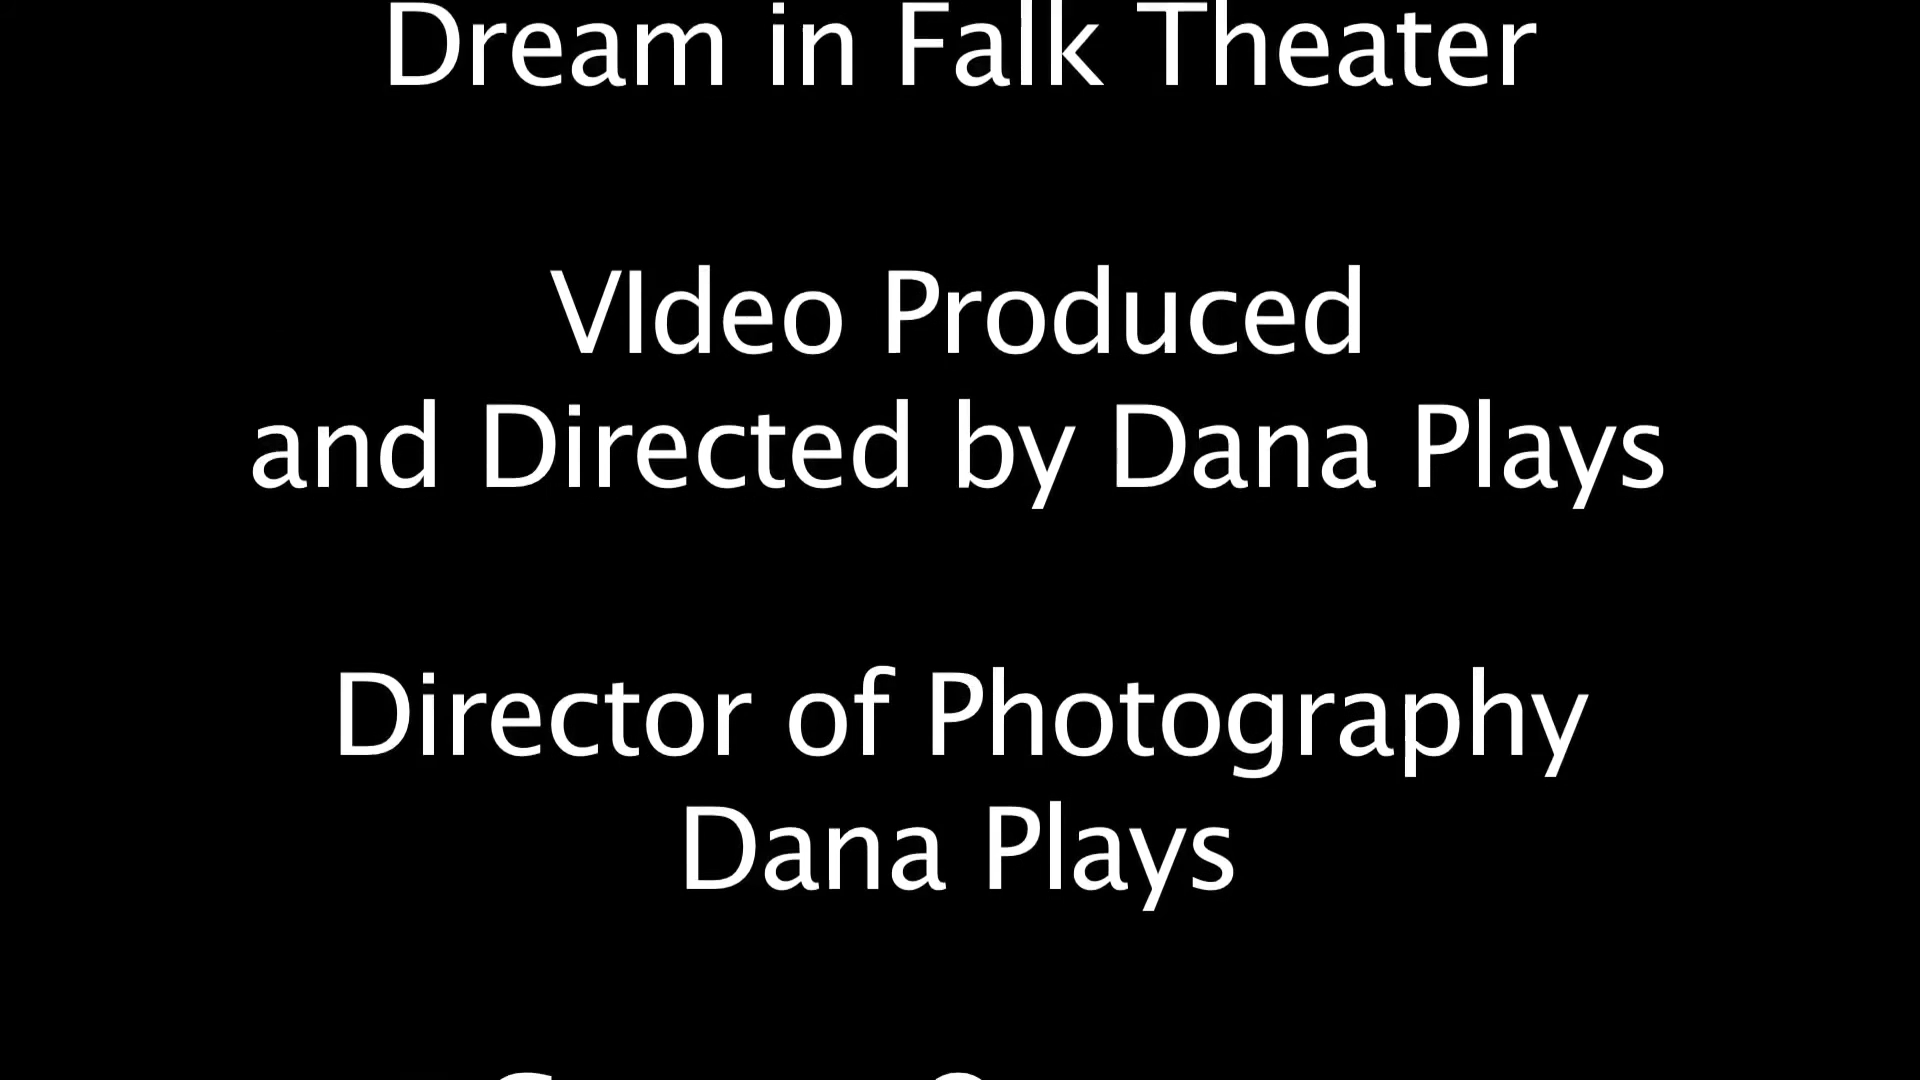 Dream in Falk Theater
VIdeo Produced
and Directed by Dana Plays
Director of Photography
Dana Plays